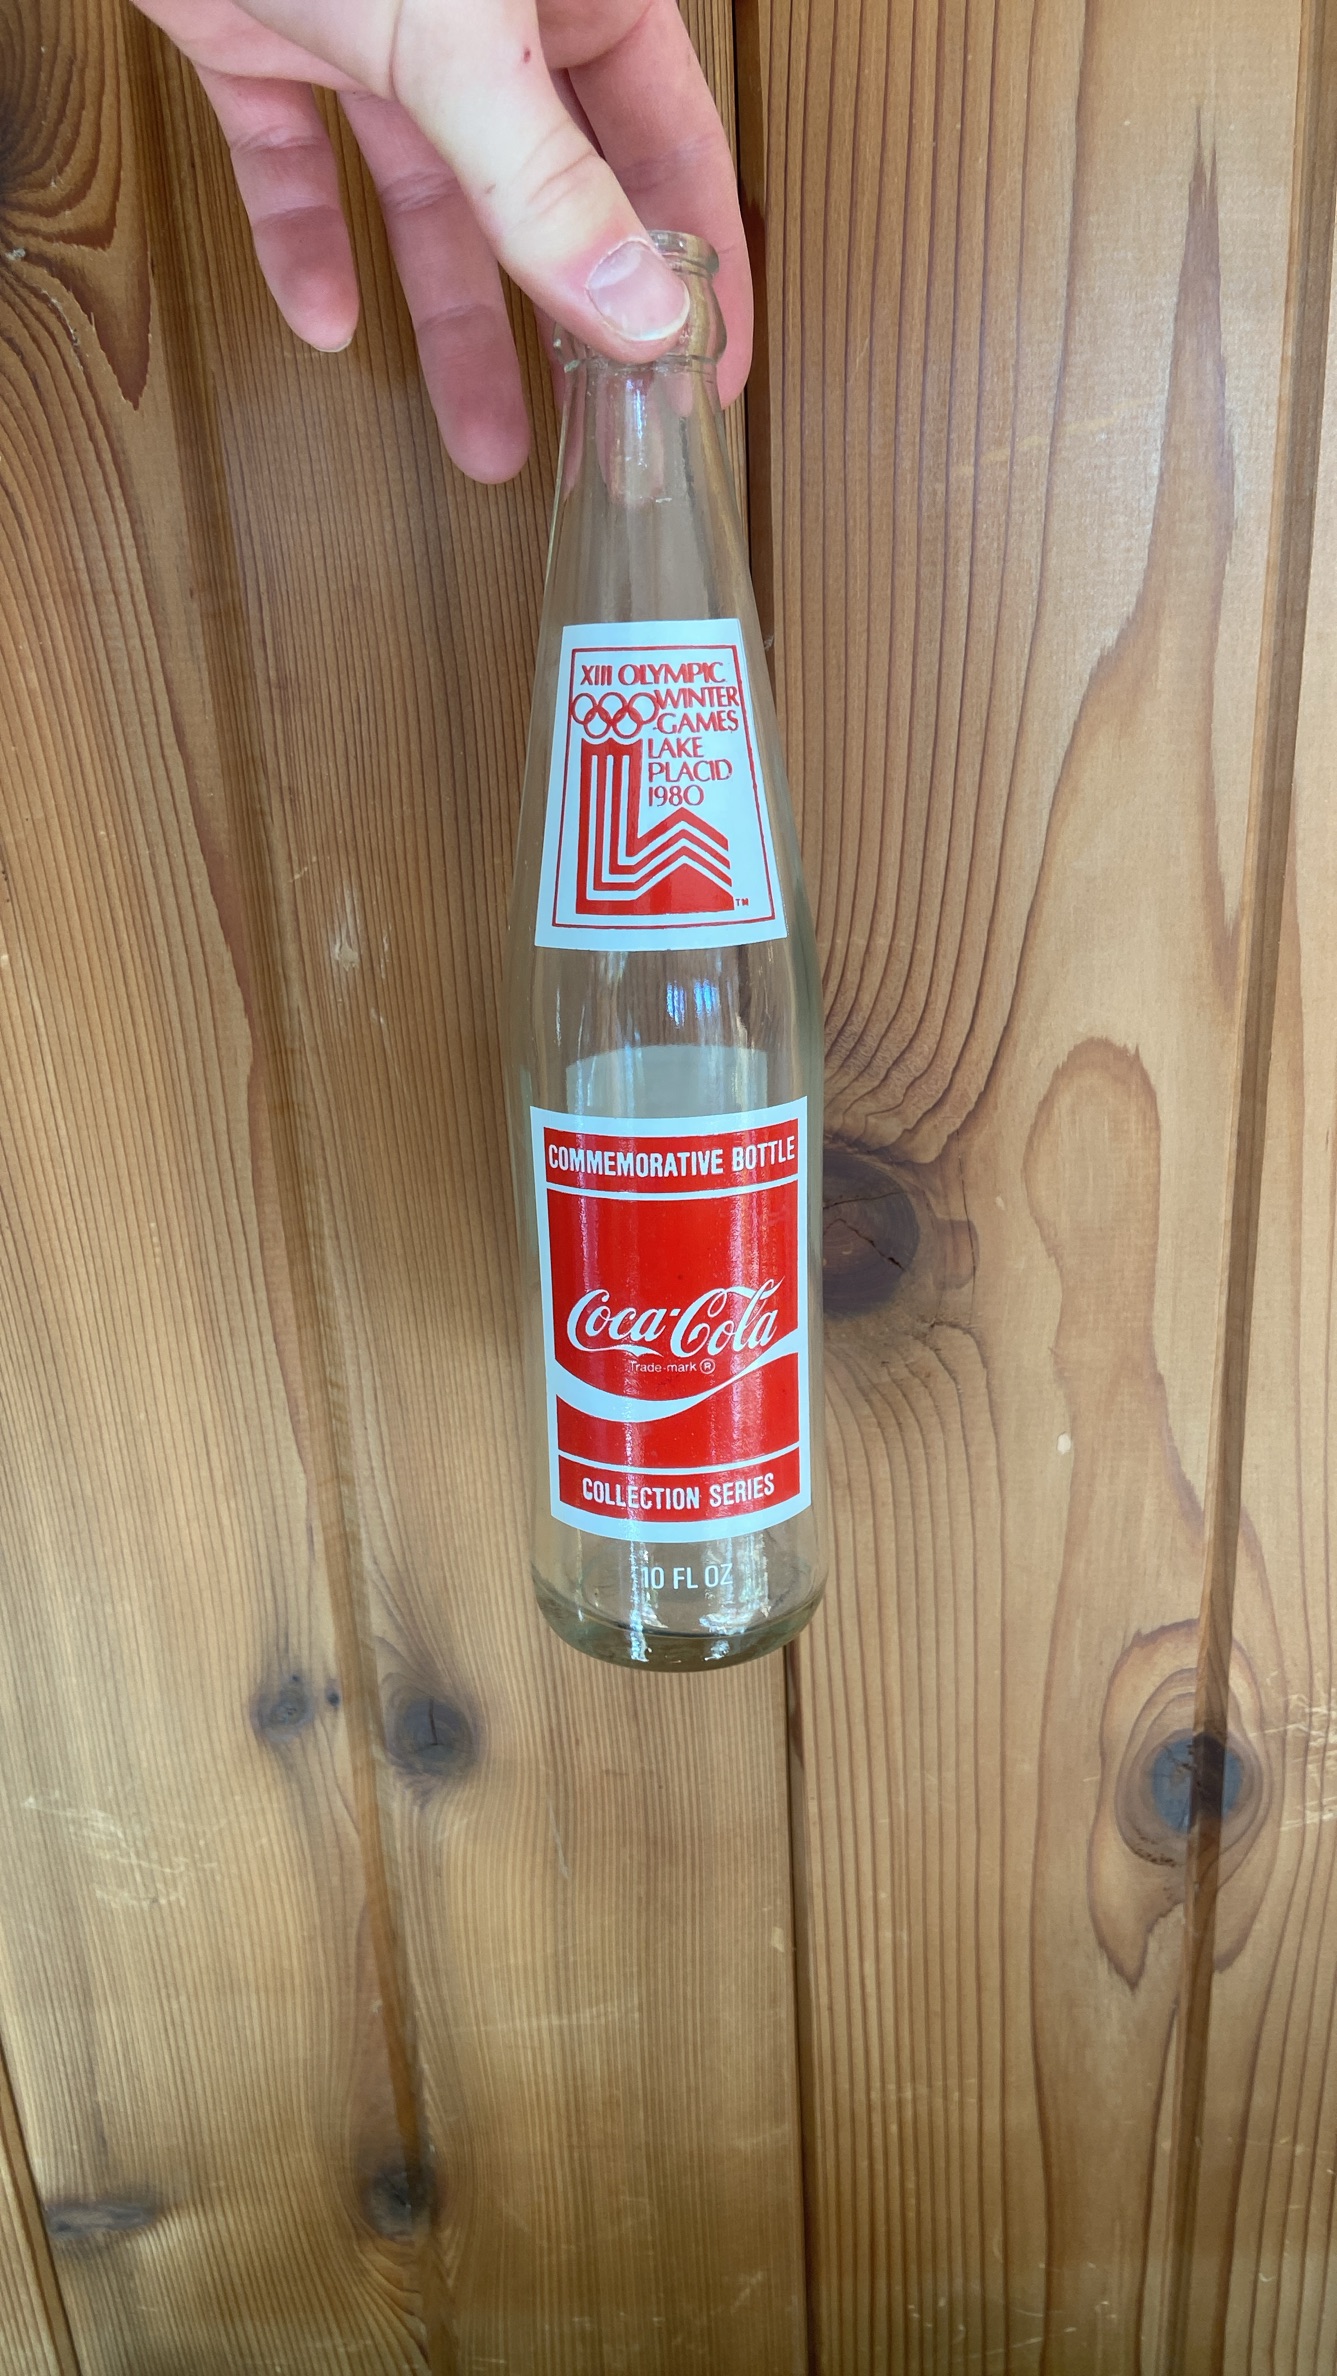 XIII OLYMPIC
WINTER
GAMES
LAKE
PLACID
1980
TM
COMMEMORATIVE BOTTLE
Coca-Cola
Trade-mark ®
COLLECTION SERIES
10 FL OZ